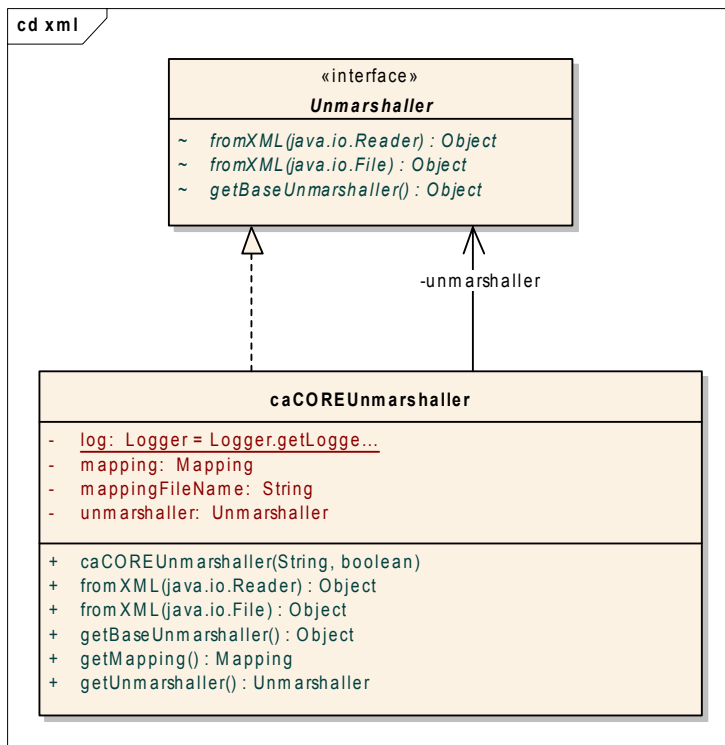 cd xml
«interface»
Unmarshaller
~ fromXML(java.io.Reader) : Object
~ fromXML(java.io.File) : Object
~ getBaseUnmarshaller() : Object
-unmarshaller
caCOREUnmarshaller
- log: Logger = Logger.getLogge...
- mapping: Mapping
- mappingFileName: String
- unmarshaller: Unmarshaller
+ caCOREUnmarshaller(String, boolean)
+ fromXML(java.io.Reader) : Object
+ fromXML(java.io.File) : Object
+ getBaseUnmarshaller() : Object
+ getMapping() : Mapping
+ getUnmarshaller() : Unmarshaller